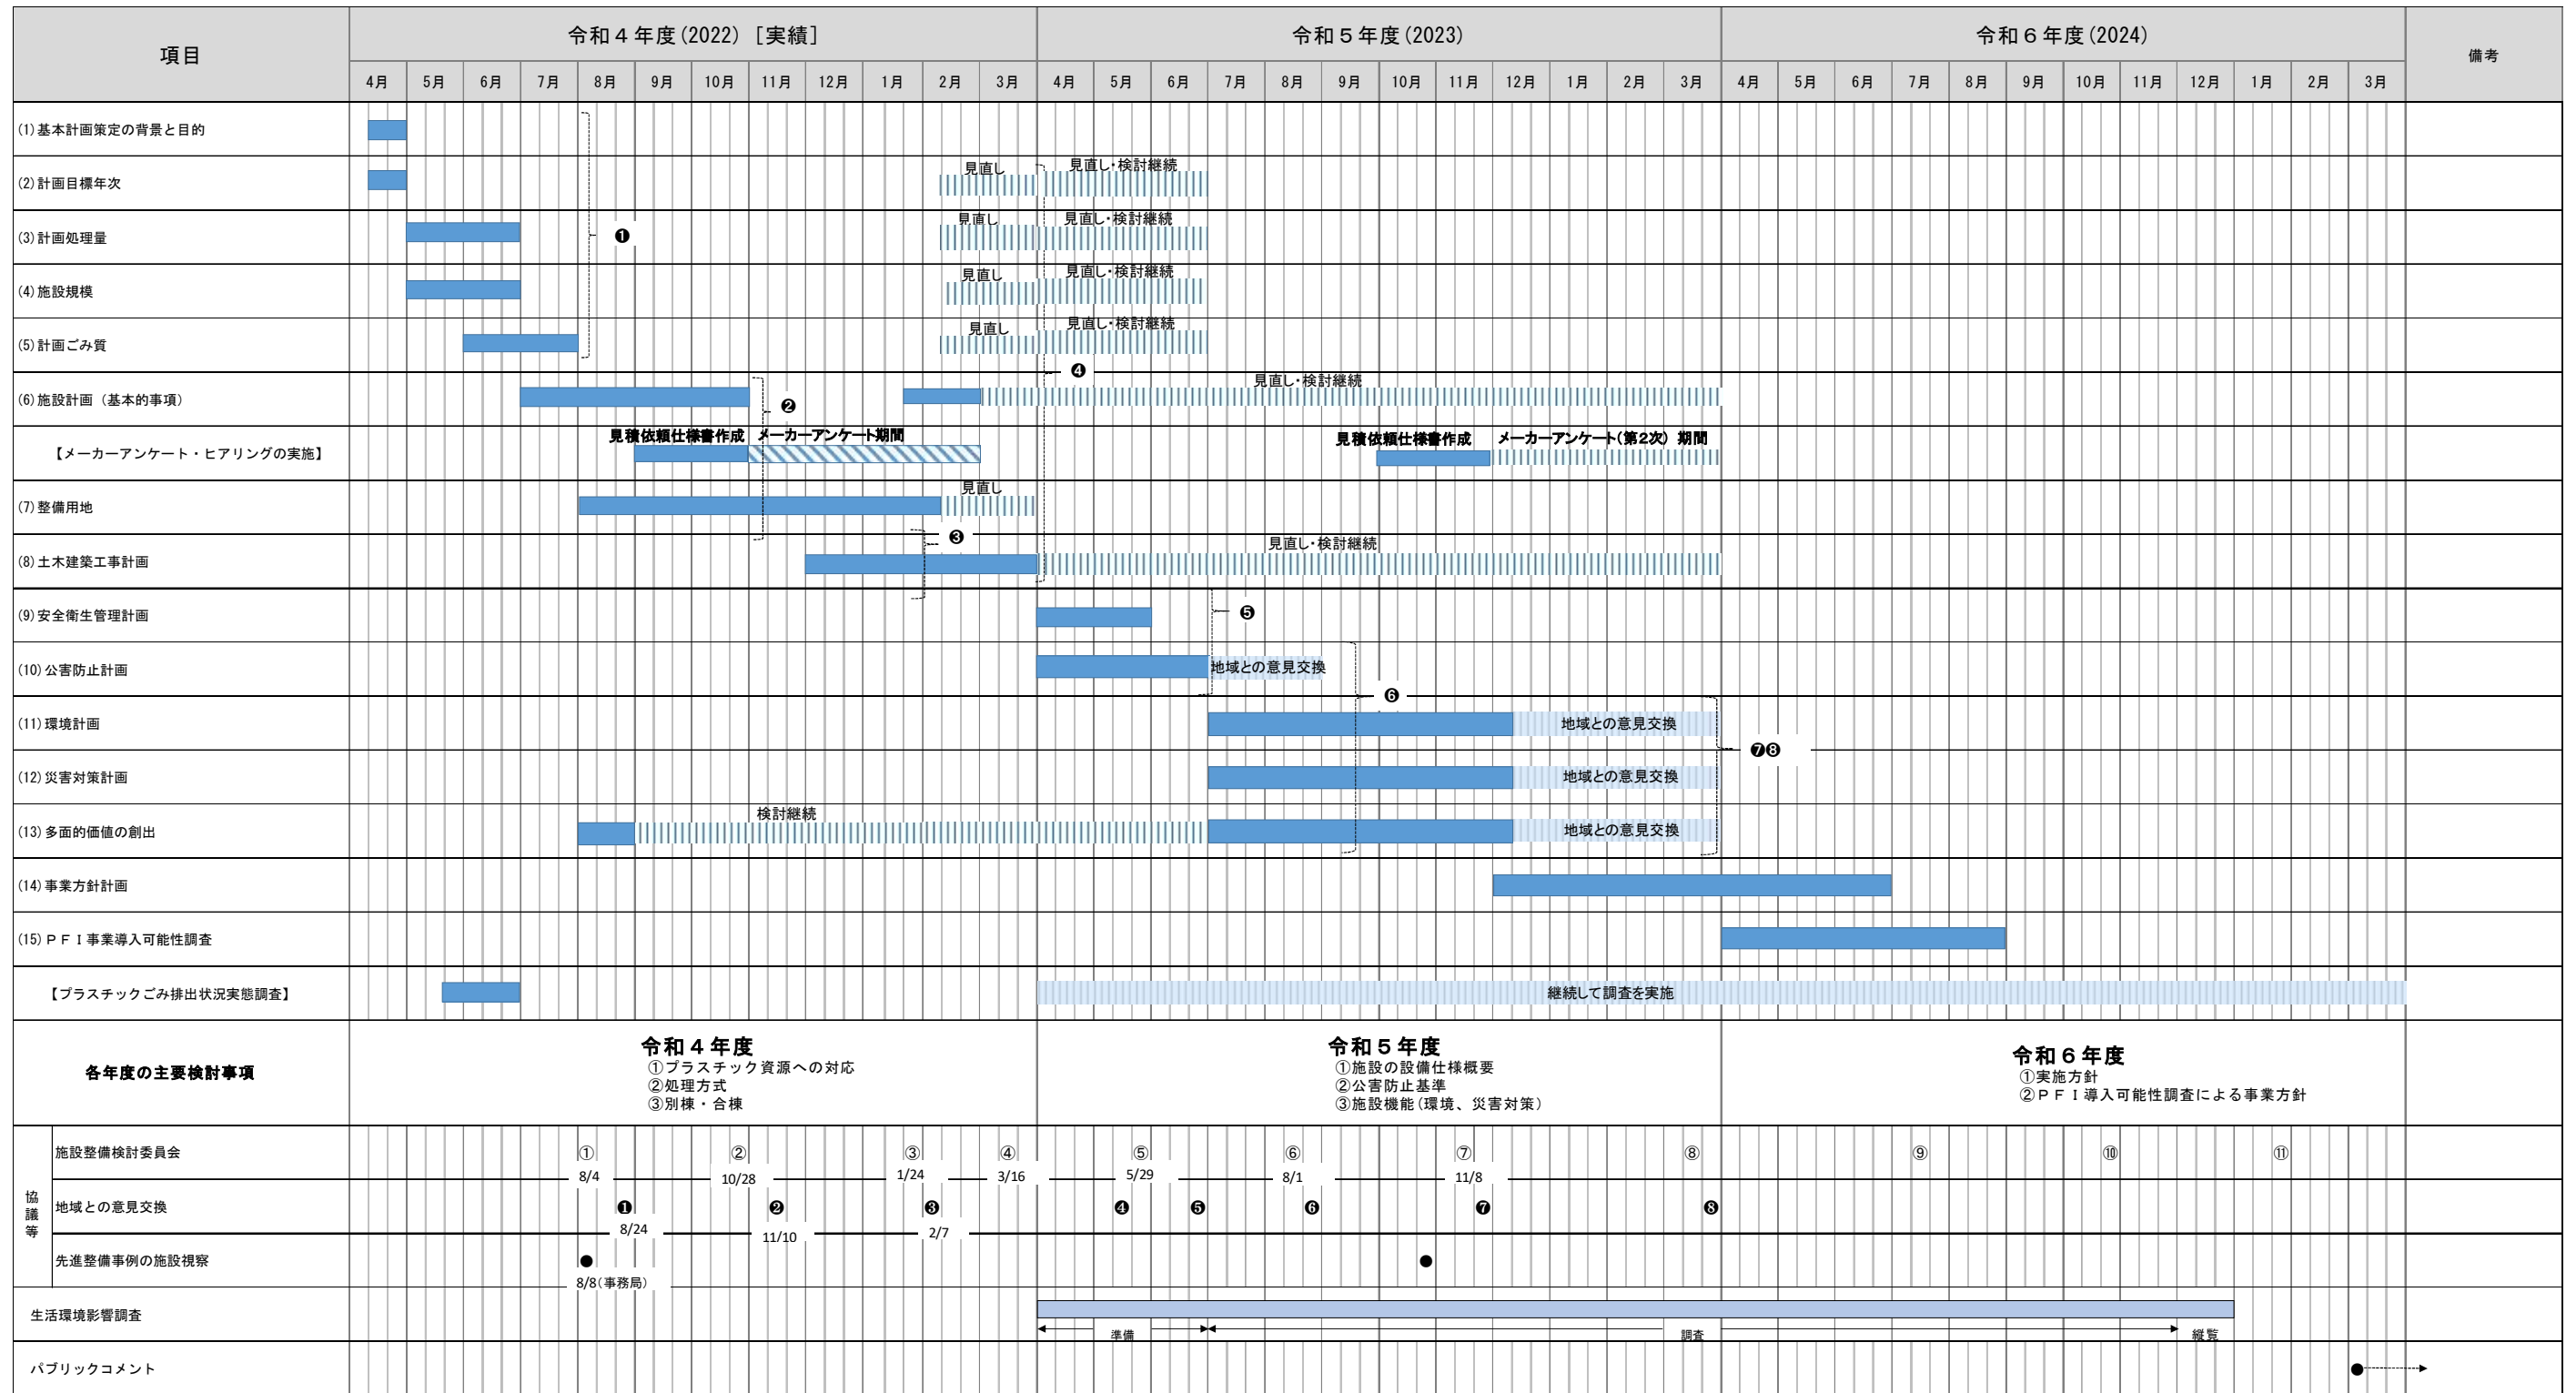 項目
令和４年度(2022) [実績]
令和５年度(2023)
令和６年度(2024)
備考
4月 5月 6月 7月 8月 9月 10月 11月 12月 1月 2月 3月 4月 5月 6月 7月 8月 9月 10月 11月 12月 1月 2月 3月 4月 5月 6月 7月 8月 9月 10月 11月 12月 1月 2月 3月
(1)基本計画策定の背景と目的
(2)計画目標年次
見直し
見直し・検討継続
(3)計画処理量
❶
見直し
見直し・検討継続
(4)施設規模
見直し
見直し・検討継続
(5)計画ごみ質
見直し
見直し・検討継続
❹
(6)施設計画（基本的事項）
❷
見直し・検討継続
【メーカーアンケート・ヒアリングの実施】
見積依頼仕様書作成
メーカーアンケート期間
見積依頼仕様書作成
メーカーアンケート(第2次) 期間
(7)整備用地
見直し
❸
(8)土木建築工事計画
見直し・検討継続
(9)安全衛生管理計画
❺
(10)公害防止計画
地域との意見交換
❻
(11)環境計画
地域との意見交換
❼❽
(12)災害対策計画
地域との意見交換
(13)多面的価値の創出
検討継続
地域との意見交換
(14)事業方針計画
(15)ＰＦＩ事業導入可能性調査
【プラスチックごみ排出状況実態調査】
継続して調査を実施
各年度の主要検討事項
令和４年度
①プラスチック資源への対応
②処理方式
③別棟・合棟
令和５年度
①施設の設備仕様概要
②公害防止基準
③施設機能(環境、災害対策)
令和６年度
①実施方針
②ＰＦＩ導入可能性調査による事業方針
協議等
施設整備検討委員会
① ② ③ ④ ⑤ ⑥ ⑦ ⑧ ⑨ ⑩ ⑪
8/4 10/28 1/24 3/16 5/29 8/1 11/8
地域との意見交換
❶ ❷ ❸ ❹ ❺ ❻ ❼ ❽
8/24 11/10 2/7
先進整備事例の施設視察
● ●
8/8(事務局)
生活環境影響調査
準備 調査 縦覧
パブリックコメント
●